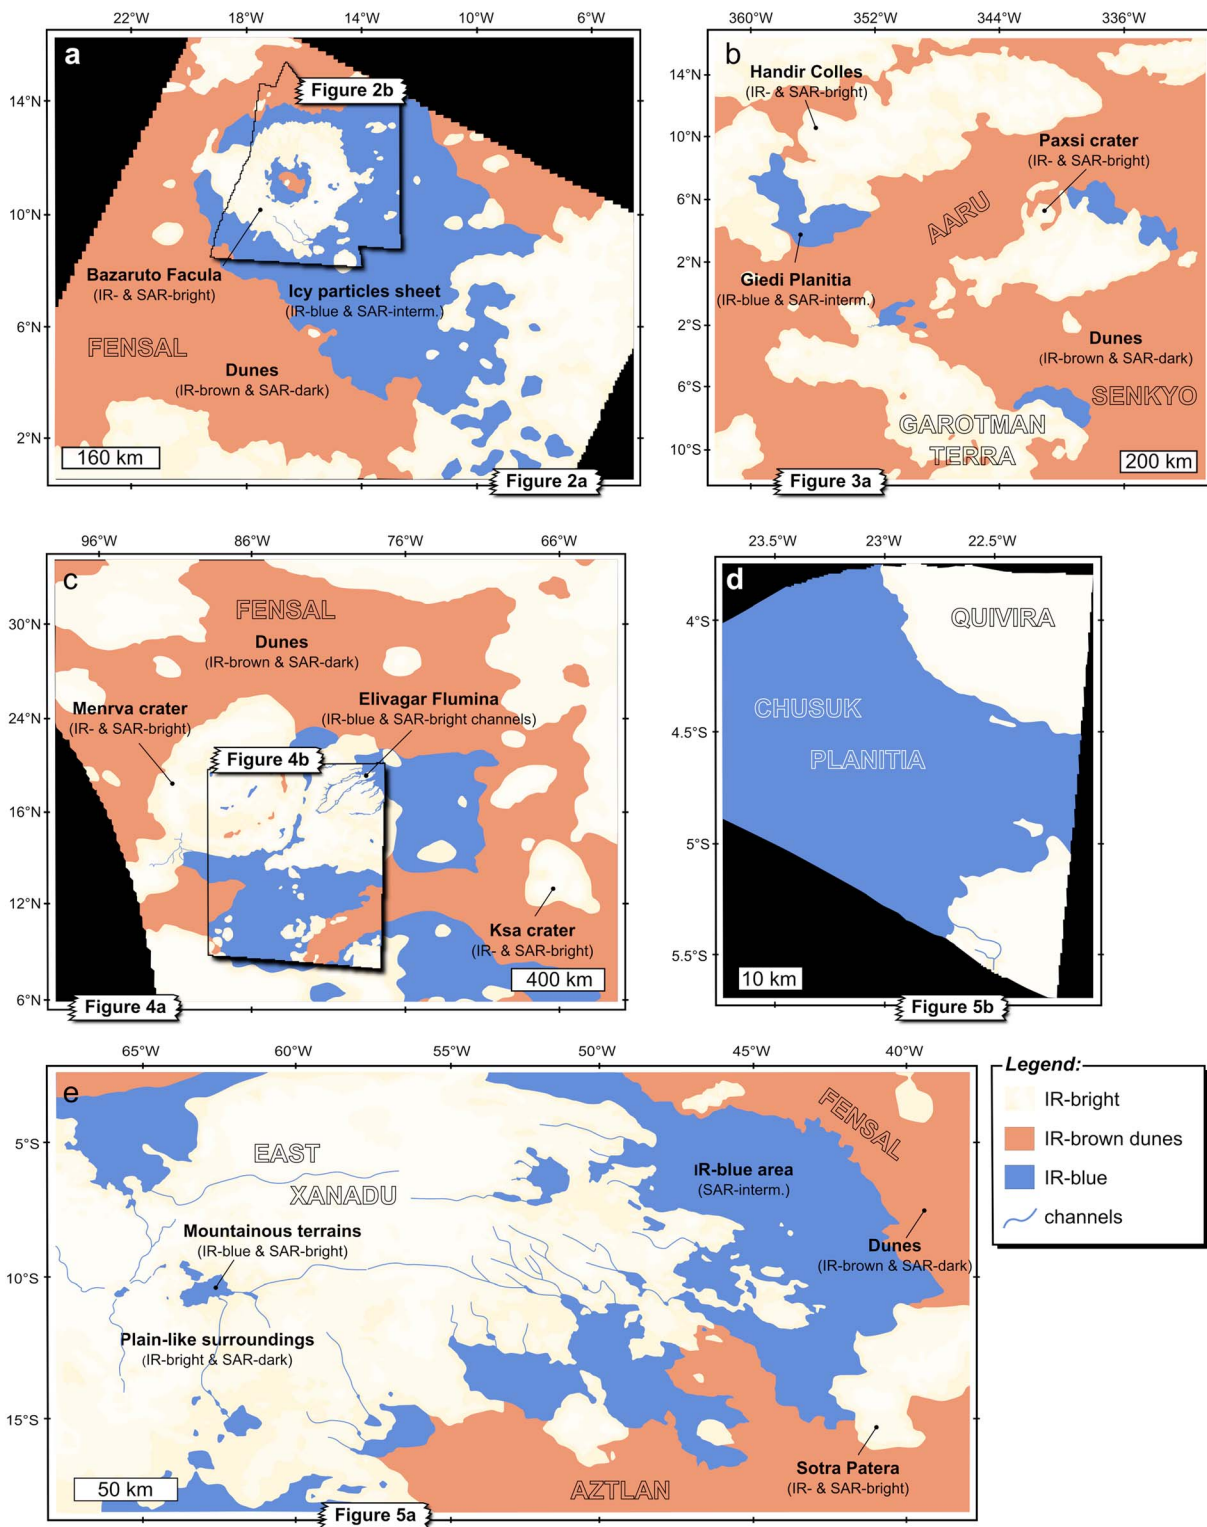 22°W 18°W 14°W 10°W 6°W
a
Figure 2b
14°N
10°N
6°N
2°N
Bazaruto Facula
(IR- & SAR-bright)
Icy particles sheet
(IR-blue & SAR-interm.)
FENSAL
Dunes
(IR-brown & SAR-dark)
160 km
Figure 2a
360°W 352°W 344°W 336°W
b
14°N
10°N
6°N
2°N
2°S
6°S
10°S
Handir Colles
(IR- & SAR-bright)
Paxsi crater
(IR- & SAR-bright)
AARU
Giedi Planitia
(IR-blue & SAR-interm.)
Dunes
(IR-brown & SAR-dark)
SENKYO
GAROTMAN
TERRA
200 km
Figure 3a
96°W 86°W 76°W 66°W
c
30°N
24°N
16°N
12°N
6°N
FENSAL
Dunes
(IR-brown & SAR-dark)
Menrva crater
(IR- & SAR-bright)
Elivagar Flumina
(IR-blue & SAR-bright channels)
Figure 4b
Ksa crater
(IR- & SAR-bright)
400 km
Figure 4a
23.5°W 23°W 22.5°W
d
4°S
4.5°S
5°S
5.5°S
QUIVIRA
CHUSUK
PLANITIA
10 km
Figure 5b
65°W 60°W 55°W 50°W 45°W 40°W
e
5°S
10°S
15°S
FENSAL
EAST
XANADU
IR-blue area
(SAR-interm.)
Mountainous terrains
(IR-blue & SAR-bright)
Dunes
(IR-brown & SAR-dark)
Plain-like surroundings
(IR-bright & SAR-dark)
Sotra Patera
(IR- & SAR-bright)
AZTLAN
50 km
Figure 5a
Legend:
IR-bright
IR-brown dunes
IR-blue
channels